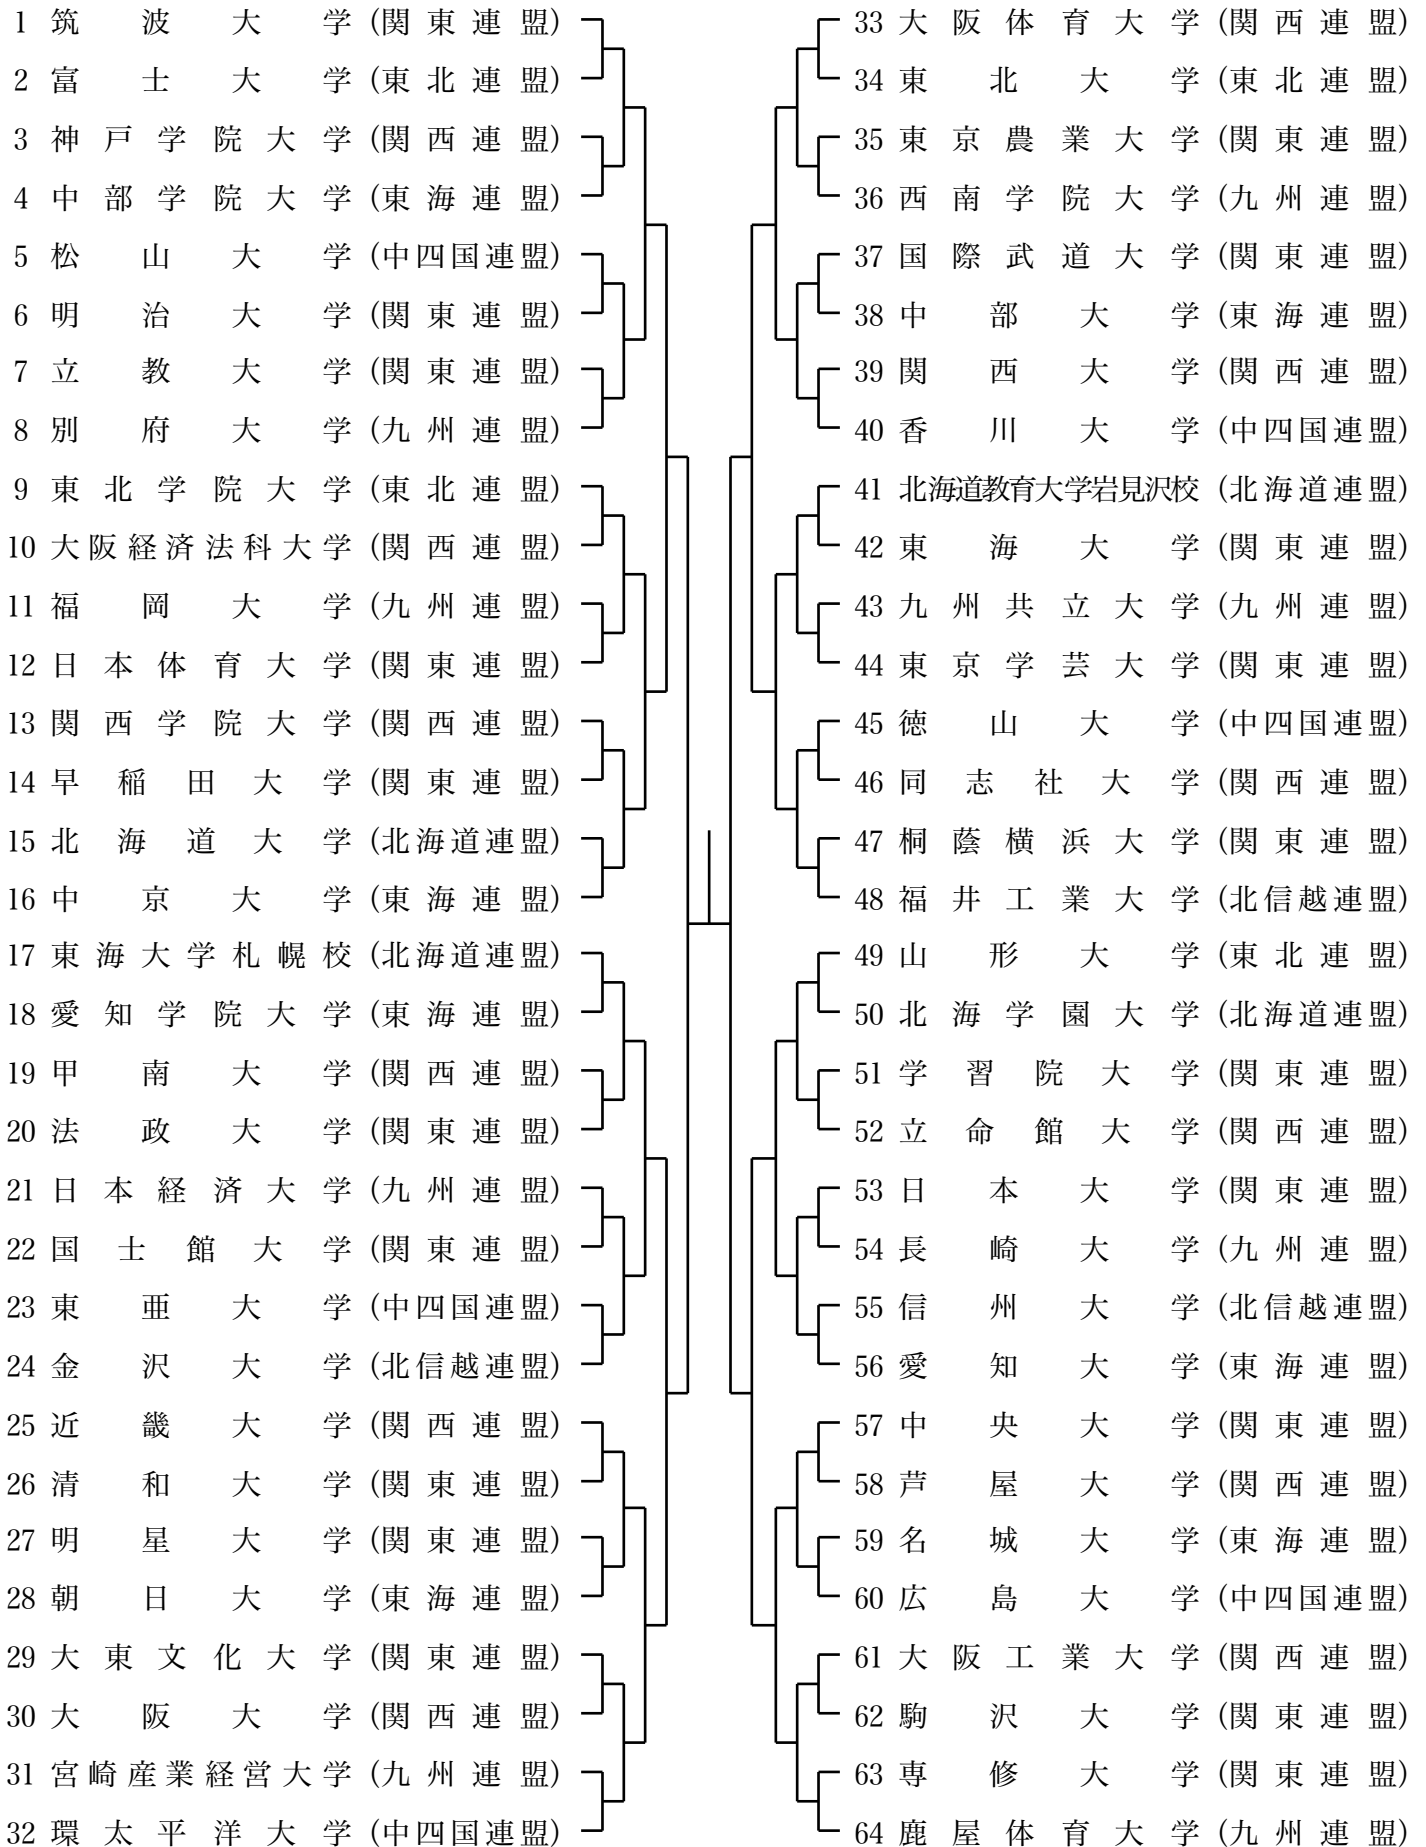 1 筑波大学 (関東連盟)
2 富士大学 (東北連盟)
3 神戸学院大学 (関西連盟)
4 中部学院大学 (東海連盟)
5 松山大学 (中四国連盟)
6 明治大学 (関東連盟)
7 立教大学 (関東連盟)
8 別府大学 (九州連盟)
9 東北学院大学 (東北連盟)
10 大阪経済法科大学 (関西連盟)
11 福岡大学 (九州連盟)
12 日本体育大学 (関東連盟)
13 関西学院大学 (関西連盟)
14 早稲田大学 (関東連盟)
15 北海道大学 (北海道連盟)
16 中京大学 (東海連盟)
17 東海大学札幌校 (北海道連盟)
18 愛知学院大学 (東海連盟)
19 甲南大学 (関西連盟)
20 法政大学 (関東連盟)
21 日本経済大学 (九州連盟)
22 国士館大学 (関東連盟)
23 東亜大学 (中四国連盟)
24 金沢大学 (北信越連盟)
25 近畿大学 (関西連盟)
26 清和大学 (関東連盟)
27 明星大学 (関東連盟)
28 朝日大学 (東海連盟)
29 大東文化大学 (関東連盟)
30 大阪大学 (関西連盟)
31 宮崎産業経営大学 (九州連盟)
32 環太平洋大学 (中四国連盟)
33 大阪体育大学 (関西連盟)
34 東北大学 (東北連盟)
35 東京農業大学 (関東連盟)
36 西南学院大学 (九州連盟)
37 国際武道大学 (関東連盟)
38 中部大学 (東海連盟)
39 関西大学 (関西連盟)
40 香川大学 (中四国連盟)
41 北海道教育大学岩見沢校 (北海道連盟)
42 東海大学 (関東連盟)
43 九州共立大学 (九州連盟)
44 東京学芸大学 (関東連盟)
45 徳山大学 (中四国連盟)
46 同志社大学 (関西連盟)
47 桐蔭横浜大学 (関東連盟)
48 福井工業大学 (北信越連盟)
49 山形大学 (東北連盟)
50 北海学園大学 (北海道連盟)
51 学習院大学 (関東連盟)
52 立命館大学 (関西連盟)
53 日本大学 (関東連盟)
54 長崎大学 (九州連盟)
55 信州大学 (北信越連盟)
56 愛知大学 (東海連盟)
57 中央大学 (関東連盟)
58 芦屋大学 (関西連盟)
59 名城大学 (東海連盟)
60 広島大学 (中四国連盟)
61 大阪工業大学 (関西連盟)
62 駒沢大学 (関東連盟)
63 専修大学 (関東連盟)
64 鹿屋体育大学 (九州連盟)